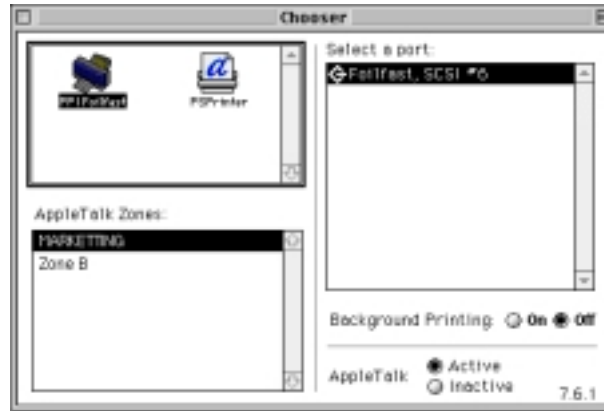 Chooser
PSPrinter
Select a port:
Foilfast, SCSI #6
AppleTalk Zones:
MARKETTING
Zone B
Background Printing: On Off
AppleTalk Active
Inactive
7.6.1